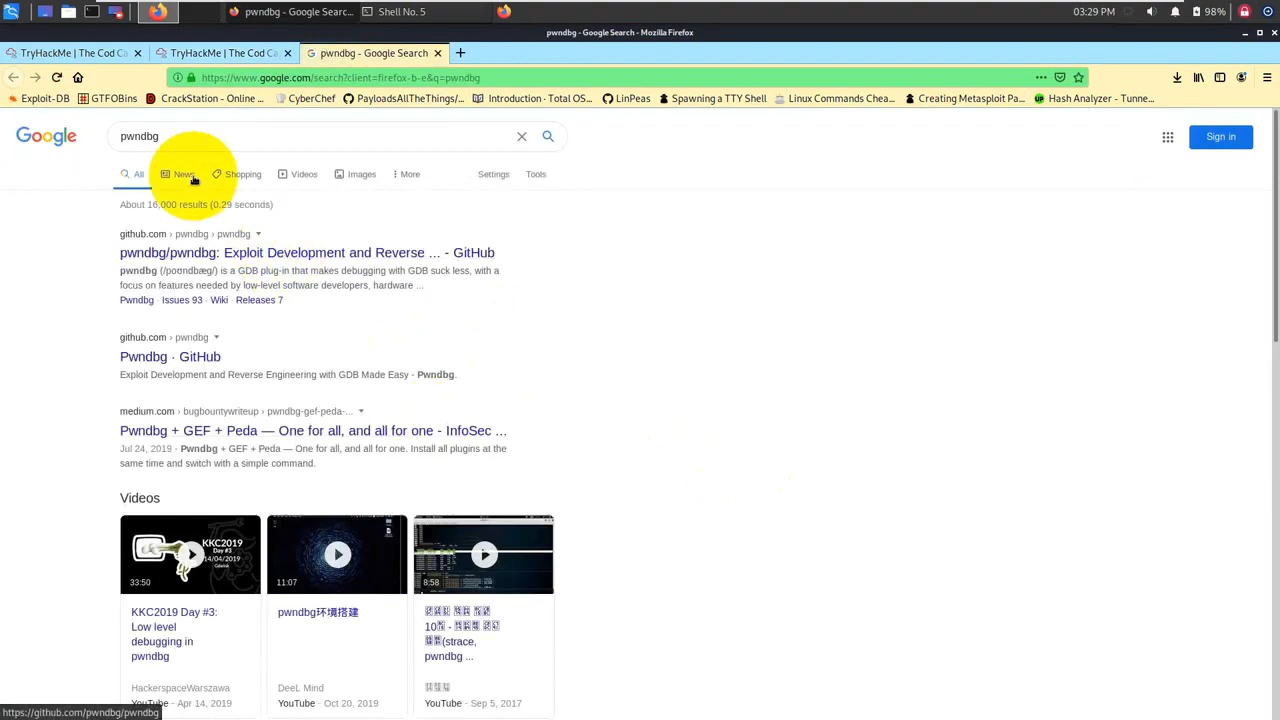 pwndbg - Google Searc...
Shell No. 5
03:29 PM
98%
pwndbg - Google Search - Mozilla Firefox
TryHackMe | The Cod Ca
TryHackMe | The Cod Ca
pwndbg - Google Search
https://www.google.com/search?client=firefox-b-e&q=pwndbg
Exploit-DB
GTFOBins
CrackStation - Online ...
CyberChef
PayloadsAllTheThings/...
Introduction · Total OS...
LinPeas
Spawning a TTY Shell
Linux Commands Chea...
Creating Metasploit Pa...
Hash Analyzer - Tunne...
Google
pwndbg
Sign in
All
News
Shopping
Videos
Images
More
Settings
Tools
About 16,000 results (0.29 seconds)
github.com › pwndbg › pwndbg
pwndbg/pwndbg: Exploit Development and Reverse ... - GitHub
pwndbg (/poʊndbæg/) is a GDB plug-in that makes debugging with GDB suck less, with a
focus on features needed by low-level software developers, hardware ...
Pwndbg · Issues 93 · Wiki · Releases 7
github.com › pwndbg
Pwndbg · GitHub
Exploit Development and Reverse Engineering with GDB Made Easy - Pwndbg.
medium.com › bugbountywriteup › pwndbg-gef-peda-...
Pwndbg + GEF + Peda — One for all, and all for one - InfoSec ...
Jul 24, 2019 - Pwndbg + GEF + Peda — One for all, and all for one. Install all plugins at the
same time and switch with a simple command.
Videos
KKC2019
Day #3
14/04/2019
Gdańsk
33:50
11:07
8:58
KKC2019 Day #3:
Low level
debugging in
pwndbg
HackerspaceWarszawa
YouTube - Apr 14, 2019
pwndbg环境搭建
DeeL Mind
YouTube - Oct 20, 2019
10
(strace,
pwndbg ...
YouTube - Sep 5, 2017
https://github.com/pwndbg/pwndbg